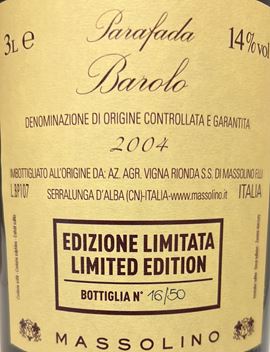 3L e
Parafada
14% vol
Barolo
DENOMINAZIONE DI ORIGINE CONTROLLATA E GARANTITA
2004
IMBOTTIGLIATO ALL'ORIGINE DA: AZ. AGR. VIGNA RIONDA S.S. DI MASSOLINO F.LLI
L.BP107 SERRALUNGA D'ALBA (CN)-ITALIA-www.massolino.it ITALIA
EDIZIONE LIMITATA
LIMITED EDITION
BOTTIGLIA N° 16/50
MASSOLINO